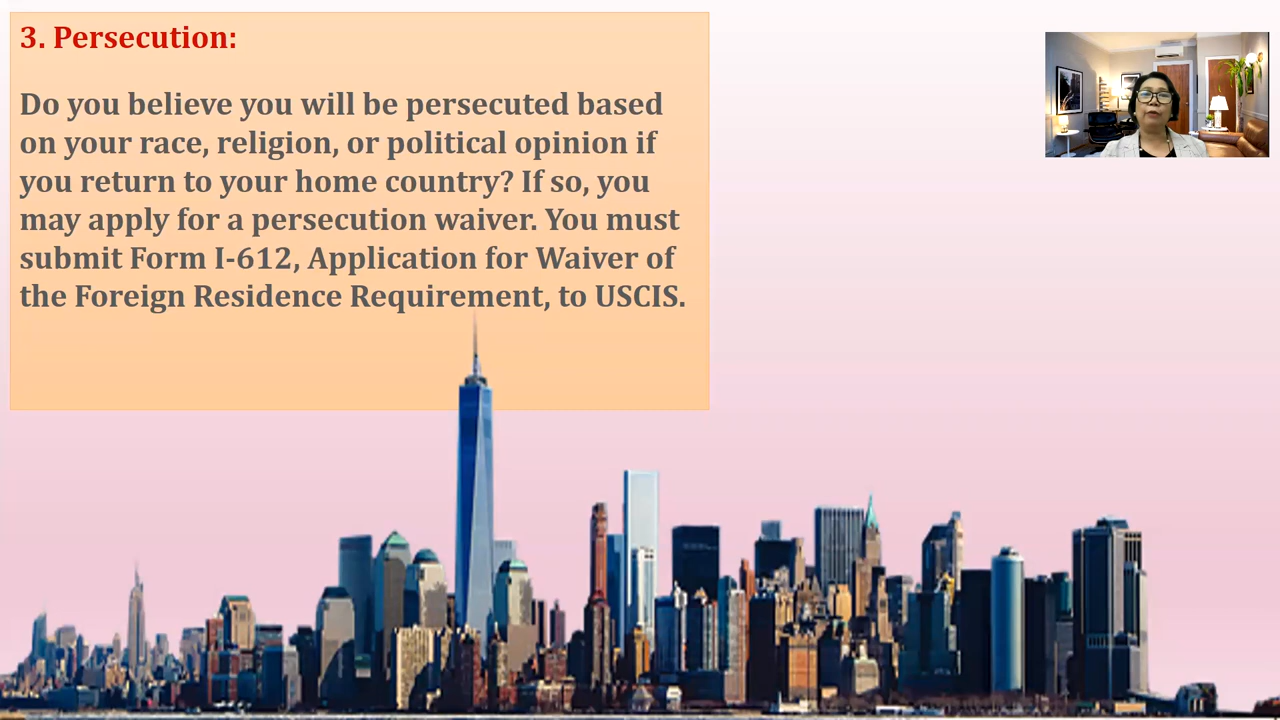 3. Persecution:
Do you believe you will be persecuted based
on your race, religion, or political opinion if
you return to your home country? If so, you
may apply for a persecution waiver. You must
submit Form I-612, Application for Waiver of
the Foreign Residence Requirement, to USCIS.